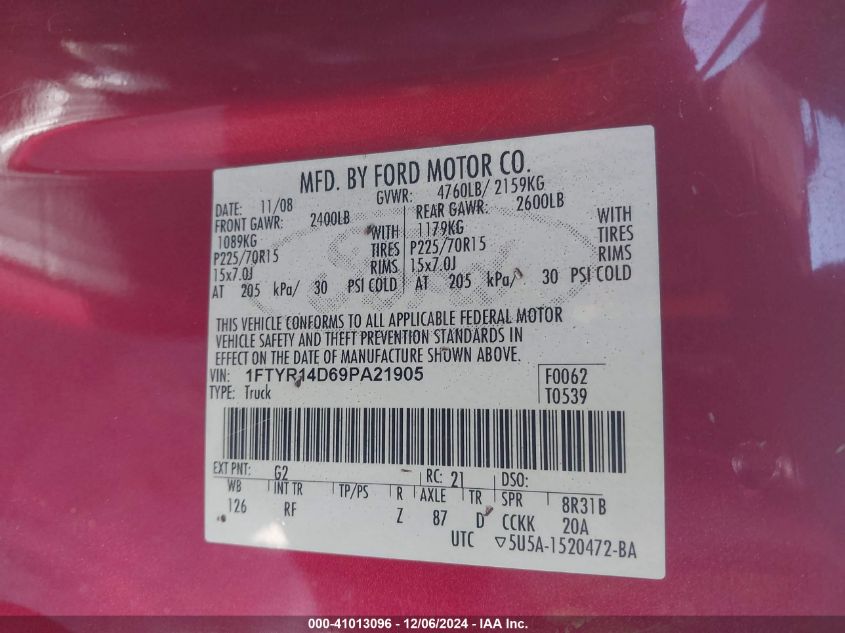 MFD. BY FORD MOTOR CO.
DATE: 11/08 GVWR: 4760LB/ 2159KG
FRONT GAWR: 2400LB REAR GAWR: 2600LB
1089KG WITH 1179KG WITH
P225/70R15 TIRES P225/70R15 TIRES
15x7.0J RIMS 15x7.0J RIMS
AT 205 kPa/ 30 PSI COLD AT 205 kPa/ 30 PSI COLD
THIS VEHICLE CONFORMS TO ALL APPLICABLE FEDERAL MOTOR
VEHICLE SAFETY AND THEFT PREVENTION STANDARDS IN
EFFECT ON THE DATE OF MANUFACTURE SHOWN ABOVE.
VIN: 1FTYR14D69PA21905 F0062
TYPE: Truck T0539
EXT PNT: G2 RC: 21 DSO:
WB INT TR TP/PS R AXLE TR SPR 8R31B
126 RF Z 87 D CCKK 20A
UTC ▽5U5A-1520472-BA
000-41013096 - 12/06/2024 - IAA Inc.